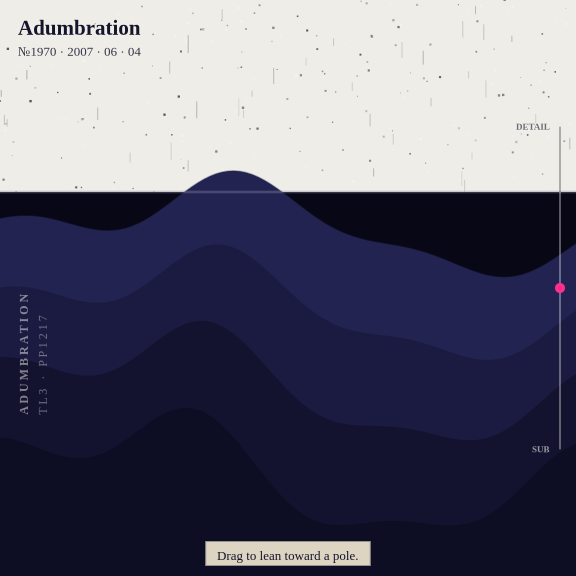 Adumbration
№1970 · 2007 · 06 · 04
DETAIL
ADUMBRATION
TL3 · PP1217
SUB
Drag to lean toward a pole.